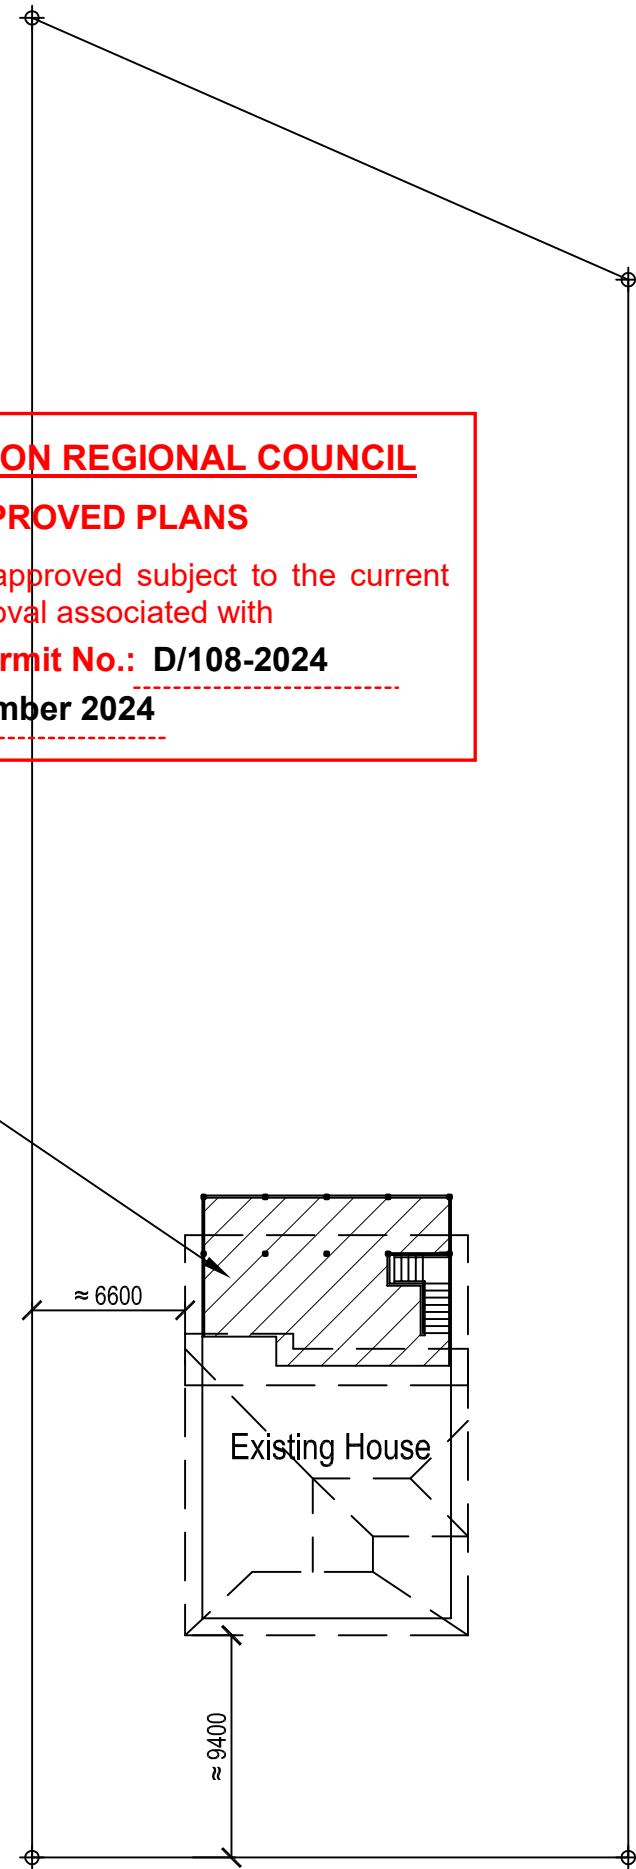 ON REGIONAL COUNCIL
PROVED PLANS
approved subject to the current
oval associated with
rmit No.: D/108-2024
mber 2024
≈ 6600
Existing House
≈ 9400